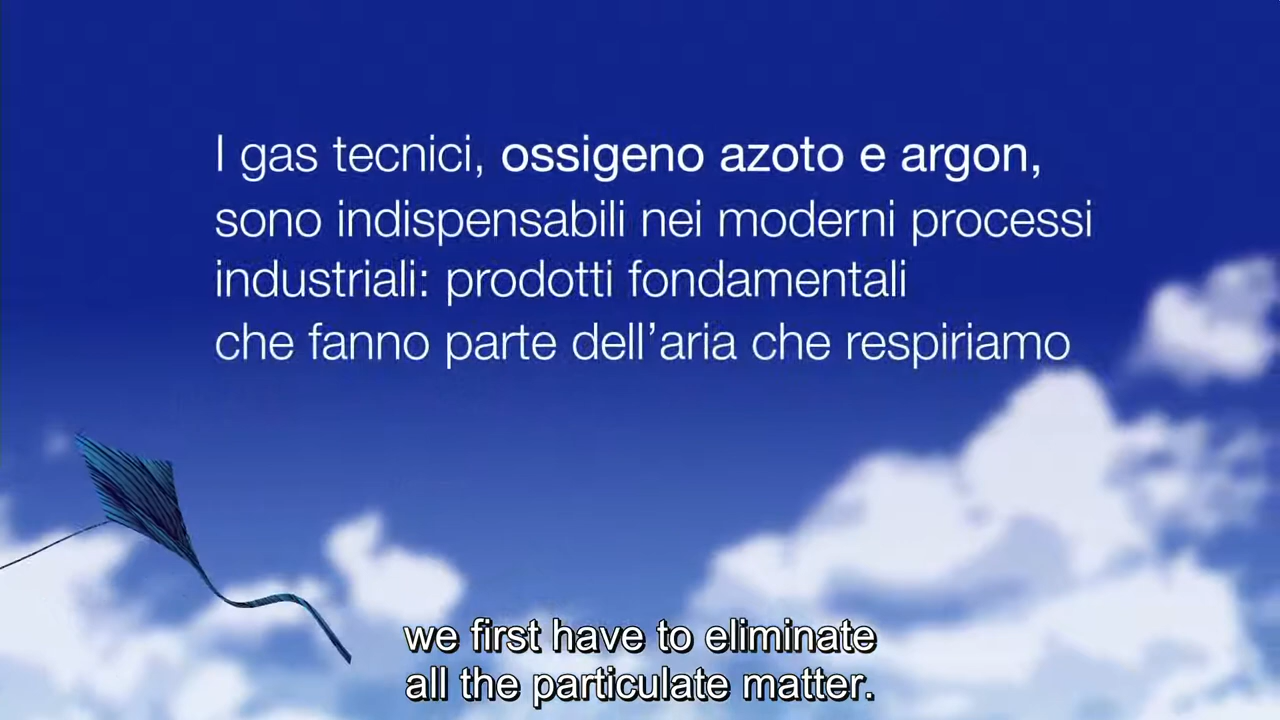 I gas tecnici, ossigeno azoto e argon,
sono indispensabili nei moderni processi
industriali: prodotti fondamentali
che fanno parte dell’aria che respiriamo
we first have to eliminate
all the particulate matter.